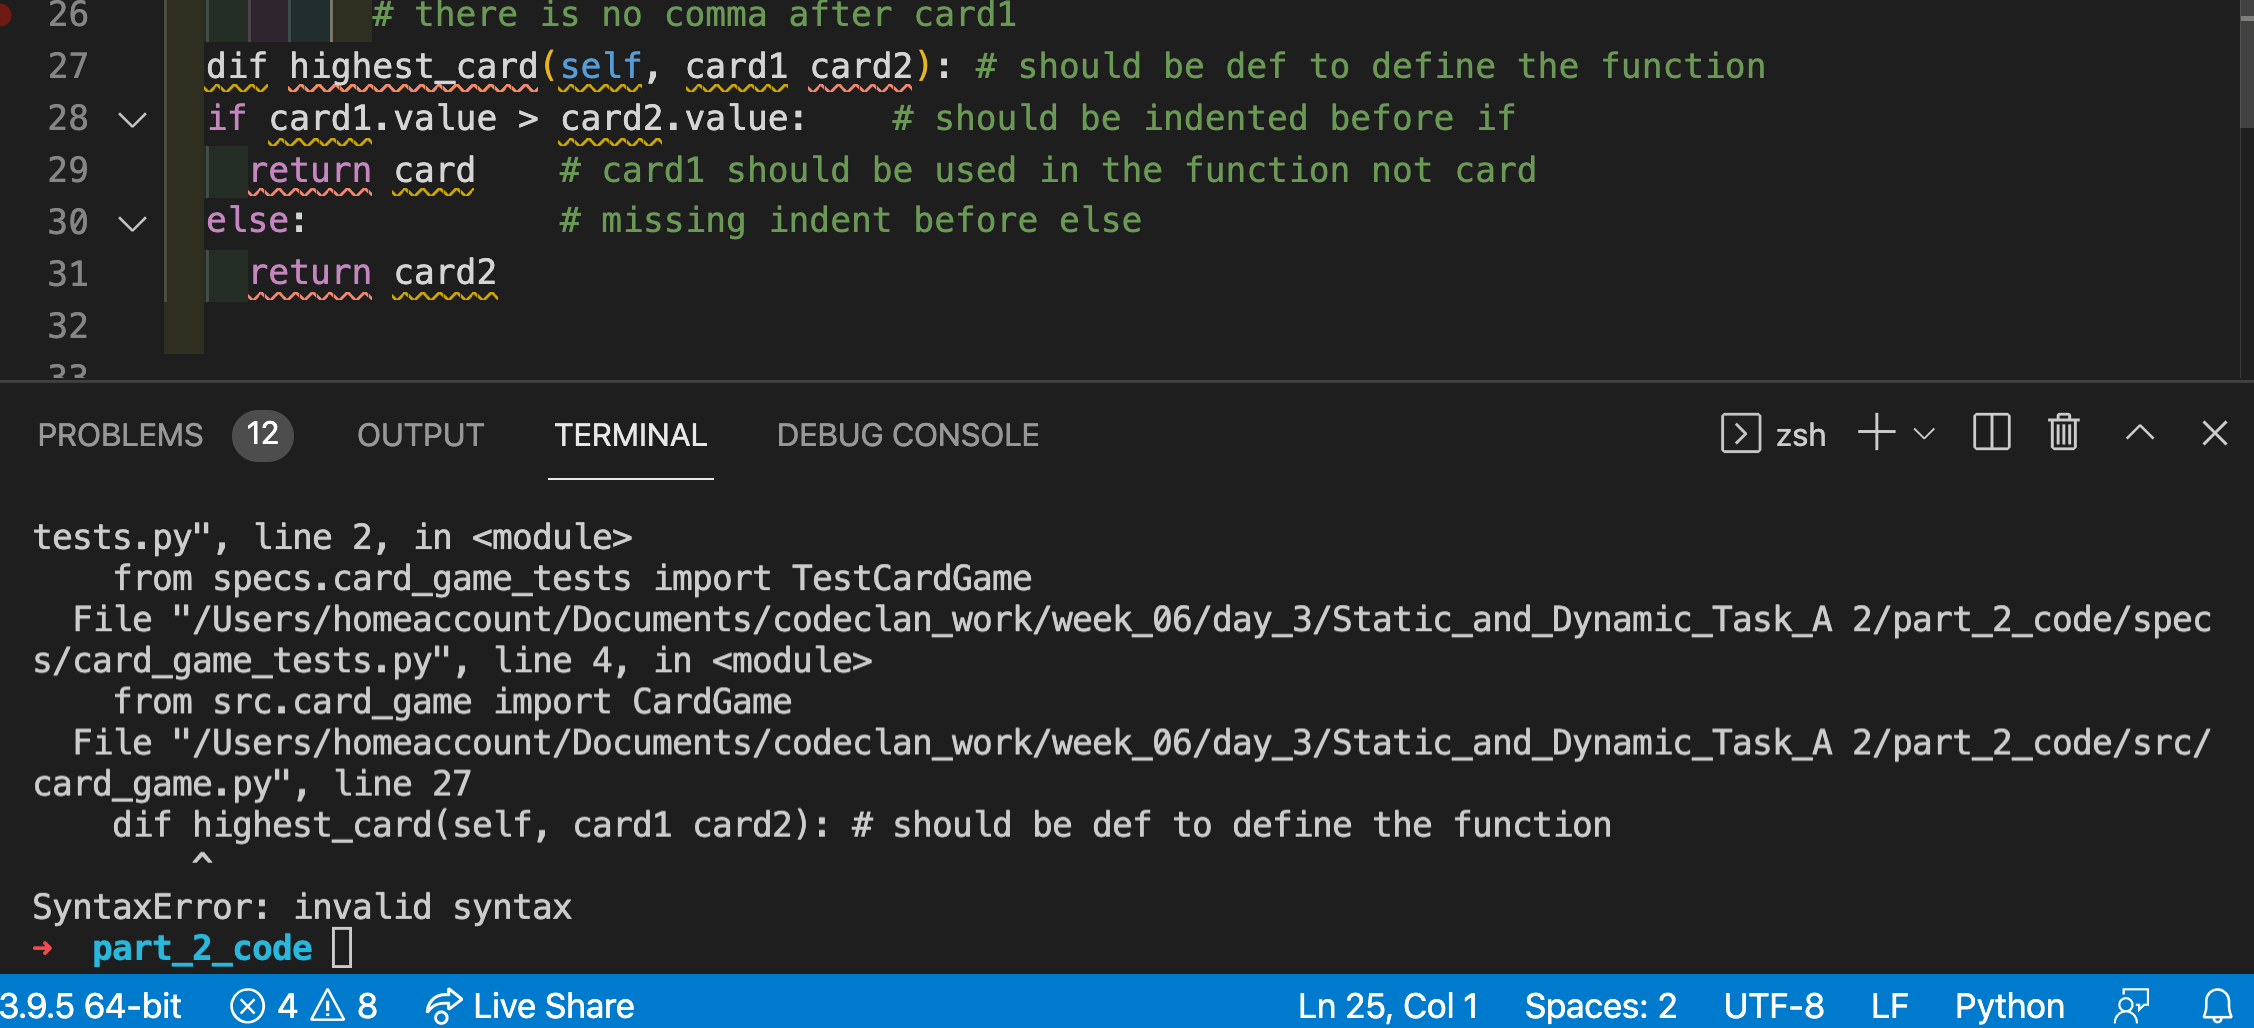 26 # there is no comma after card1
27 dif highest_card(self, card1 card2): # should be def to define the function
28 if card1.value > card2.value: # should be indented before if
29 return card # card1 should be used in the function not card
30 else: # missing indent before else
31 return card2
32
33
PROBLEMS 12 OUTPUT TERMINAL DEBUG CONSOLE zsh
tests.py", line 2, in <module>
from specs.card_game_tests import TestCardGame
File "/Users/homeaccount/Documents/codeclan_work/week_06/day_3/Static_and_Dynamic_Task_A 2/part_2_code/spec
s/card_game_tests.py", line 4, in <module>
from src.card_game import CardGame
File "/Users/homeaccount/Documents/codeclan_work/week_06/day_3/Static_and_Dynamic_Task_A 2/part_2_code/src/
card_game.py", line 27
dif highest_card(self, card1 card2): # should be def to define the function
^
SyntaxError: invalid syntax
➜ part_2_code
3.9.5 64-bit 4 8 Live Share Ln 25, Col 1 Spaces: 2 UTF-8 LF Python